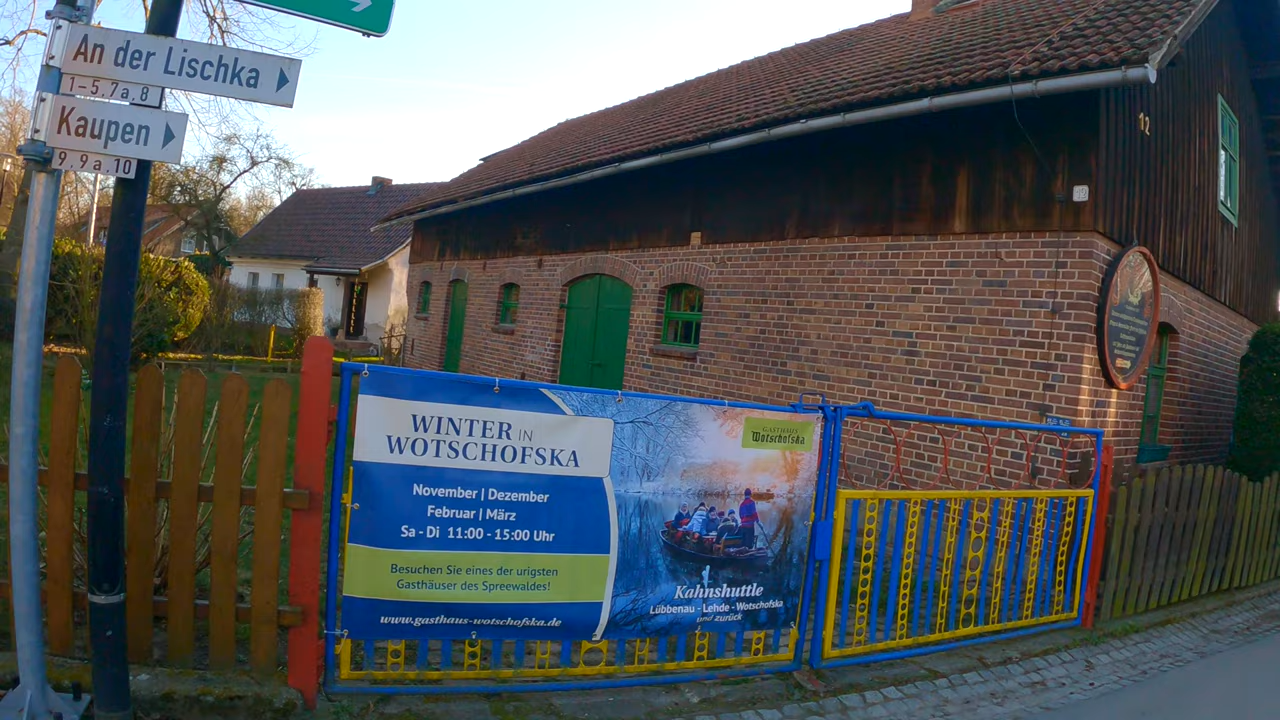 An der Lischka
1-5.7a.8
Kaupen
9.9a.10
12
12
WINTER IN
WOTSCHOFSKA
November | Dezember
Februar | März
Sa - Di 11:00 - 15:00 Uhr
Besuchen Sie eines der urigsten
Gasthäuser des Spreewaldes!
www.gasthaus-wotschofska.de
GASTHAUS
Wotschofska
Kahnshuttle
Lübbenau - Lehde - Wotschofska
und zurück